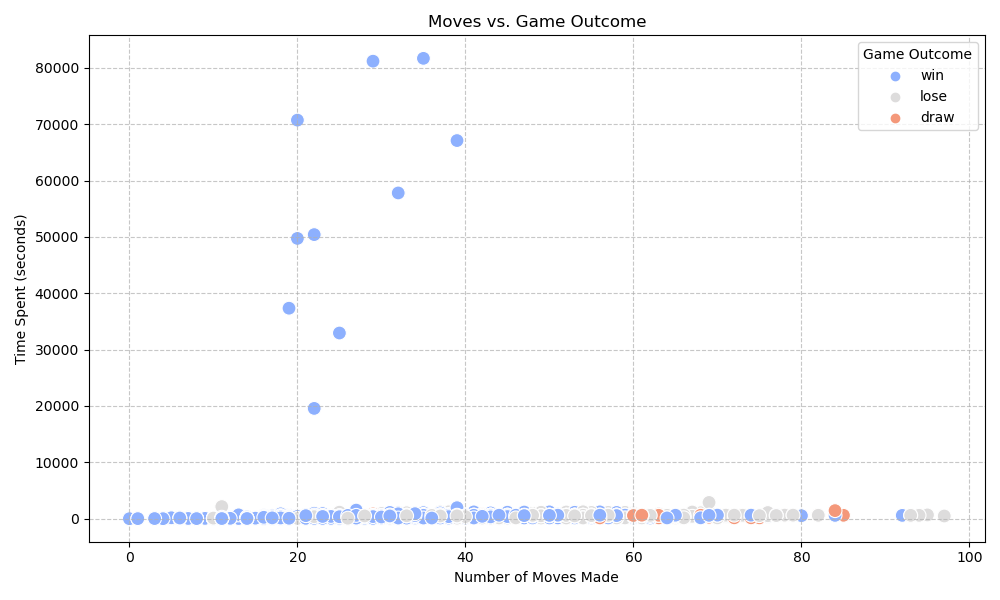 Moves vs. Game Outcome
Game Outcome
win
lose
draw
80000
70000
60000
50000
40000
30000
20000
10000
0
Time Spent (seconds)
0 20 40 60 80 100
Number of Moves Made